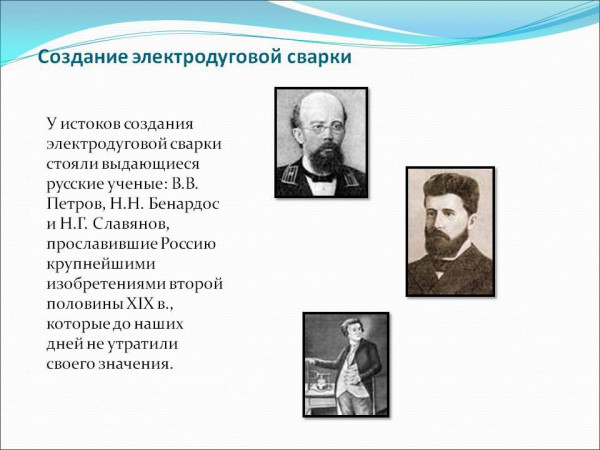 Создание электродуговой сварки
У истоков создания
электродуговой сварки
стояли выдающиеся
русские ученые: В.В.
Петров, Н.Н. Бенардос
и Н.Г. Славянов,
прославившие Россию
крупнейшими
изобретениями второй
половины XIX в.,
которые до наших
дней не утратили
своего значения.